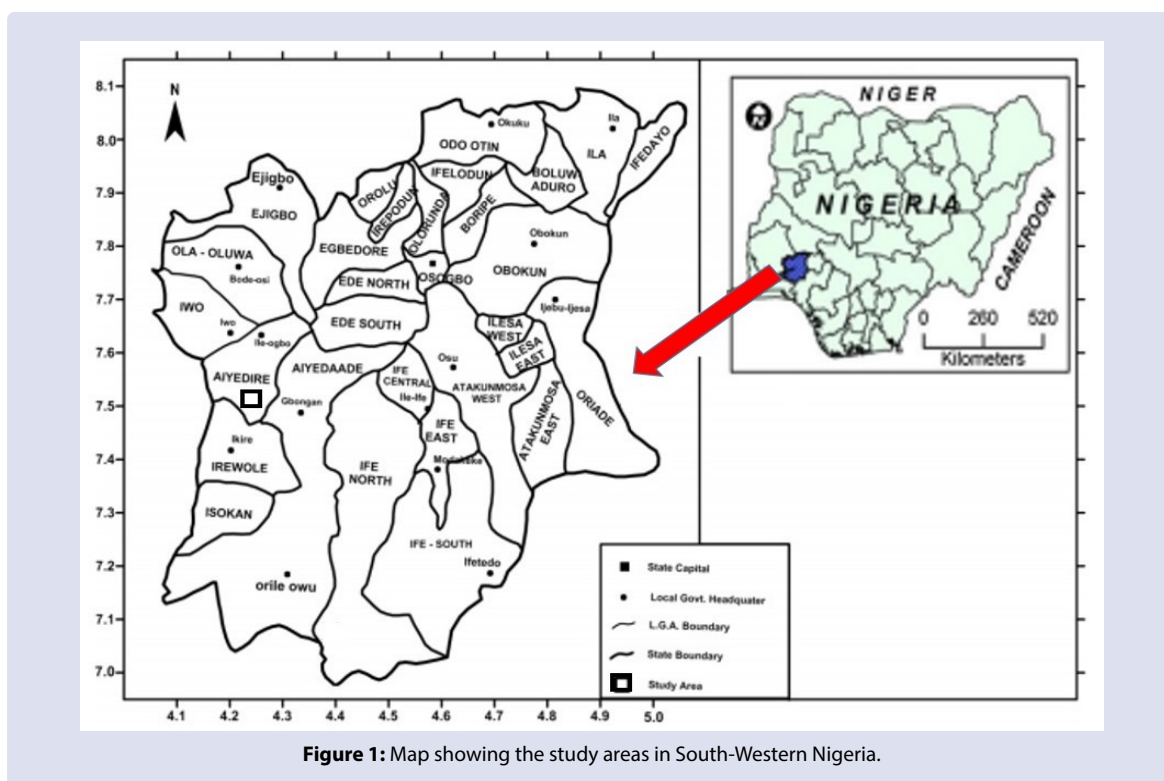 8.1
8.0
7.9
7.8
7.7
7.6
7.5
7.4
7.3
7.2
7.1
7.0
N
Okuku
ODO OTIN
Ila
ILA
IFEDAYO
BOLUW
ADURO
IFELODUN
Ejigbo
EJIGBO
OROLU
IREPODUN
OLORUNDA
BORIPE
Obokun
OBOKUN
EGBEDORE
OLA - OLUWA
Bode-osi
OSOGBO
EDE NORTH
IWO
Iwo
Ile-ogbo
EDE SOUTH
Ijebu-Ijesa
ILESA
WEST
ILESA
EAST
Osu
AIYEDIRE
AIYEDAADE
Gbongan
IFE
CENTRAL
Ile-Ife
ATAKUNMOSA
WEST
ATAKUNMOSA
EAST
ORIADE
IFE
EAST
Modakeke
Ikire
IREWOLE
IFE
NORTH
ISOKAN
IFE - SOUTH
Ifetedo
orile owu
4.1 4.2 4.3 4.4 4.5 4.6 4.7 4.8 4.9 5.0
NIGER
NIGERIA
CAMEROON
0 260 520
Kilometers
State Capital
Local Govt. Headquater
L.G.A. Boundary
State Boundary
Study Area
Figure 1: Map showing the study areas in South-Western Nigeria.